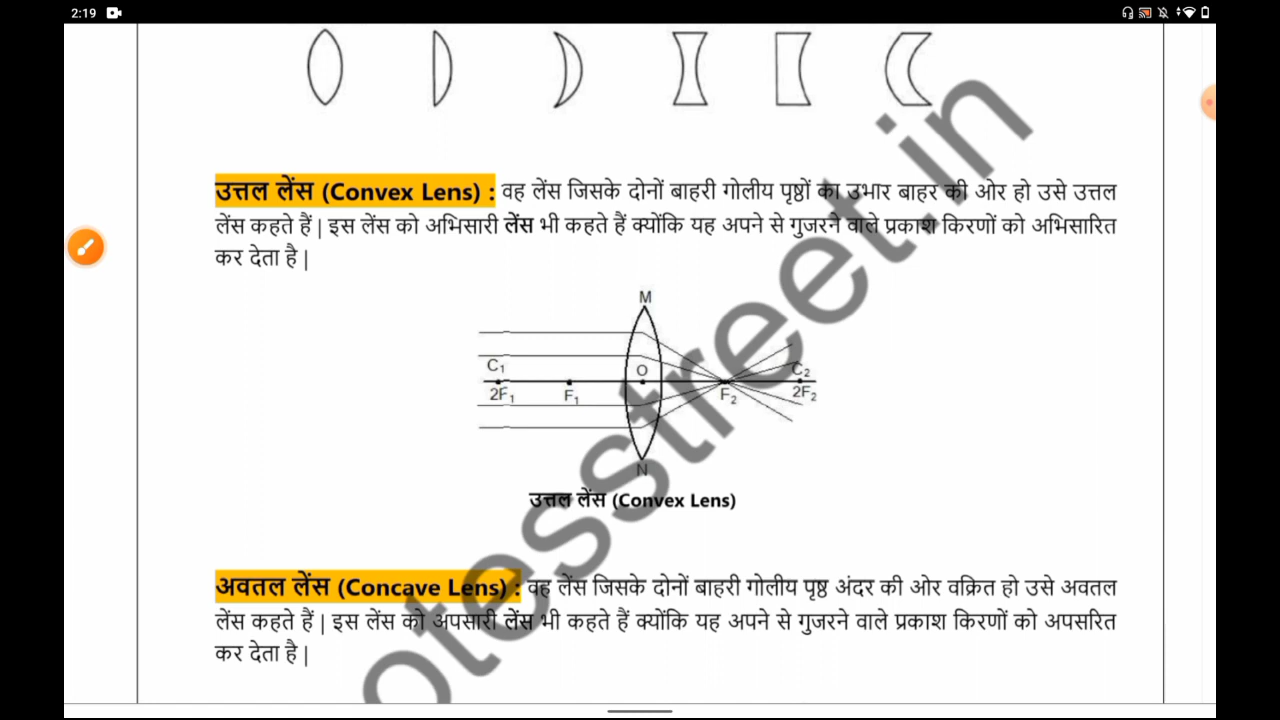 2:19
उत्तल लेंस (Convex Lens) : वह लेंस जिसके दोनों बाहरी गोलीय पृष्ठों का उभार बाहर की ओर हो उसे उत्तल
लेंस कहते हैं | इस लेंस को अभिसारी लेंस भी कहते हैं क्योंकि यह अपने से गुजरने वाले प्रकाश किरणों को अभिसारित
कर देता है |
M
C₁ O C₂
2F₁ F₁ F₂ 2F₂
N
उत्तल लेंस (Convex Lens)
अवतल लेंस (Concave Lens) : वह लेंस जिसके दोनों बाहरी गोलीय पृष्ठ अंदर की ओर वक्रित हो उसे अवतल
लेंस कहते हैं | इस लेंस को अपसारी लेंस भी कहते हैं क्योंकि यह अपने से गुजरने वाले प्रकाश किरणों को अपसरित
कर देता है |
otesstreet.in